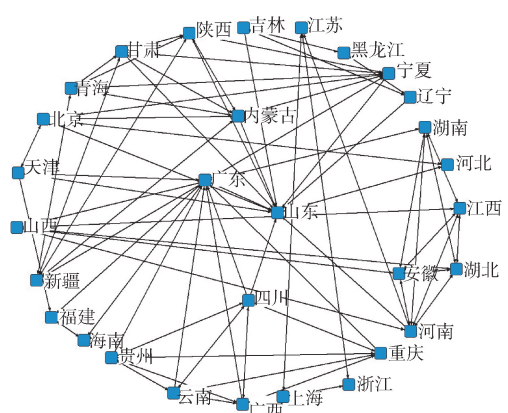 陕西
吉林
江苏
甘肃
黑龙江
宁夏
青海
辽宁
北京
内蒙古
湖南
天津
河北
广东
山东
江西
山西
新疆
安徽
湖北
四川
福建
河南
海南
贵州
重庆
云南
浙江
广西
上海